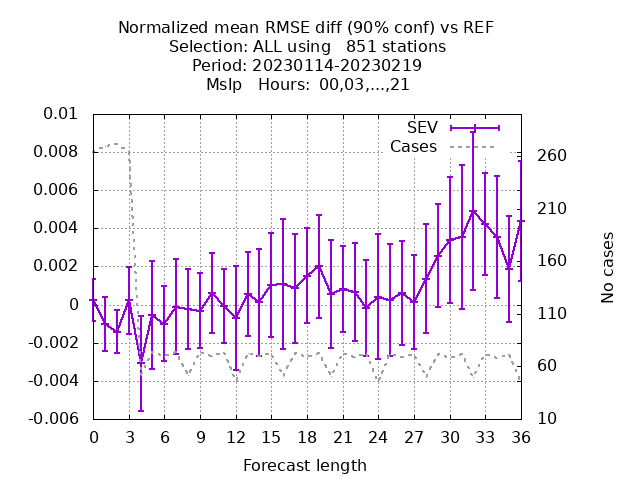 Normalized mean RMSE diff (90% conf) vs REF
Selection: ALL using   851 stations
Period: 20230114-20230219
Mslp   Hours:  00,03,...,21
SEV
Cases
0.01
0.008
0.006
0.004
0.002
0
-0.002
-0.004
-0.006
260
210
160
110
60
10
No cases
0 3 6 9 12 15 18 21 24 27 30 33 36
Forecast length